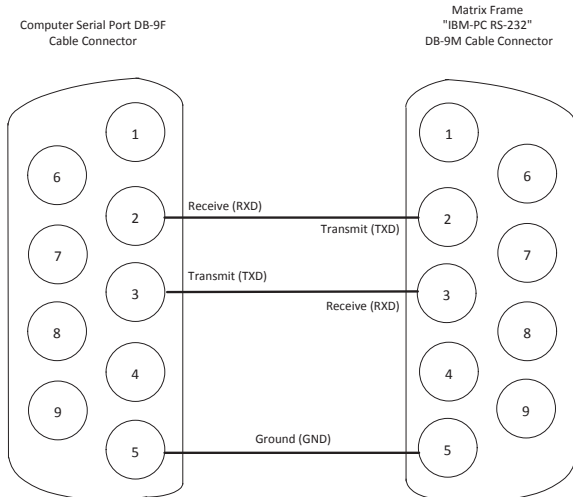 Computer Serial Port DB-9F
Cable Connector
Matrix Frame
"IBM-PC RS-232"
DB-9M Cable Connector
1
6
2
7
3
8
4
9
5
Receive (RXD)
Transmit (TXD)
Transmit (TXD)
Receive (RXD)
Ground (GND)
1
6
2
7
3
8
4
9
5